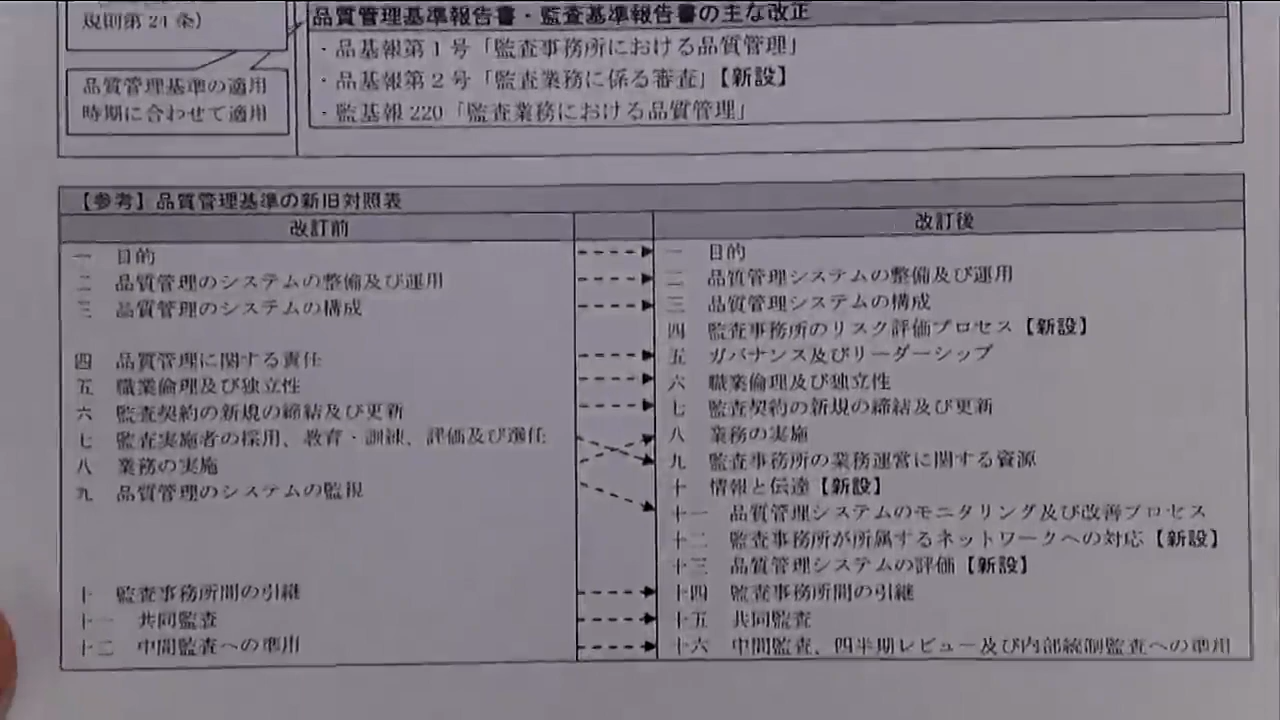 規則第24条）
品質管理基準の適用
時期に合わせて適用
品質管理基準報告書・監査基準報告書の主な改正
・品基報第１号「監査事務所における品質管理」
・品基報第２号「監査業務に係る審査」【新設】
・監基報220「監査業務における品質管理」
【参考】品質管理基準の新旧対照表
改訂前
改訂後
一 目的
一 目的
二 品質管理のシステムの整備及び運用
二 品質管理システムの整備及び運用
三 品質管理のシステムの構成
三 品質管理システムの構成
四 監査事務所のリスク評価プロセス【新設】
四 品質管理に関する責任
五 ガバナンス及びリーダーシップ
五 職業倫理及び独立性
六 職業倫理及び独立性
六 監査契約の新規の締結及び更新
七 監査契約の新規の締結及び更新
七 監査実施者の採用、教育・訓練、評価及び選任
八 業務の実施
八 業務の実施
九 監査事務所の業務運営に関する資源
九 品質管理のシステムの監視
十 情報と伝達【新設】
十一 品質管理システムのモニタリング及び改善プロセス
十二 監査事務所が所属するネットワークへの対応【新設】
十三 品質管理システムの評価【新設】
十 監査事務所間の引継
十四 監査事務所間の引継
十一 共同監査
十五 共同監査
十二 中間監査への準用
十六 中間監査、四半期レビュー及び内部統制監査への準用